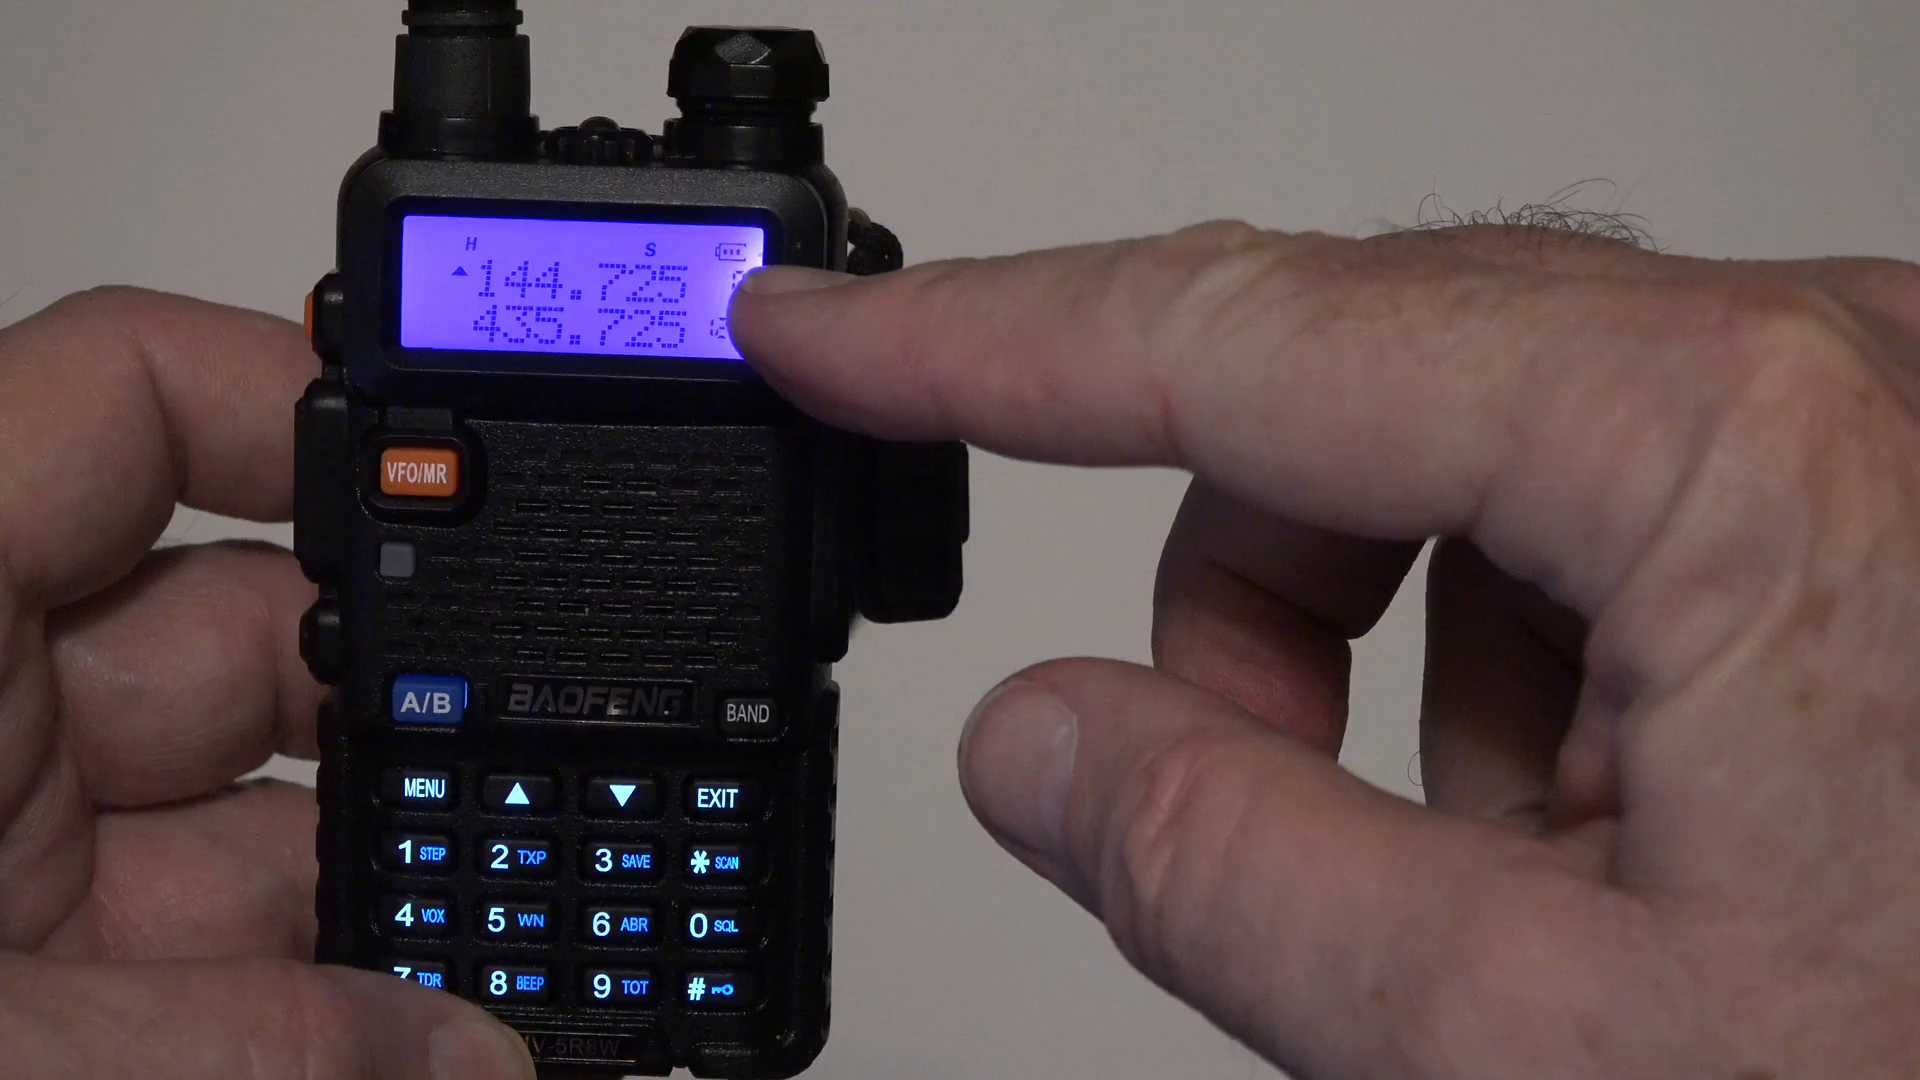 H S
144.725
435.725
VFO/MR
A/B BAOFENG BAND
MENU ▲ ▼ EXIT
1 STEP 2 TXP 3 SAVE * SCAN
4 VOX 5 WN 6 ABR 0 SQL
7 TDR 8 BEEP 9 TOT #
V-5R8W